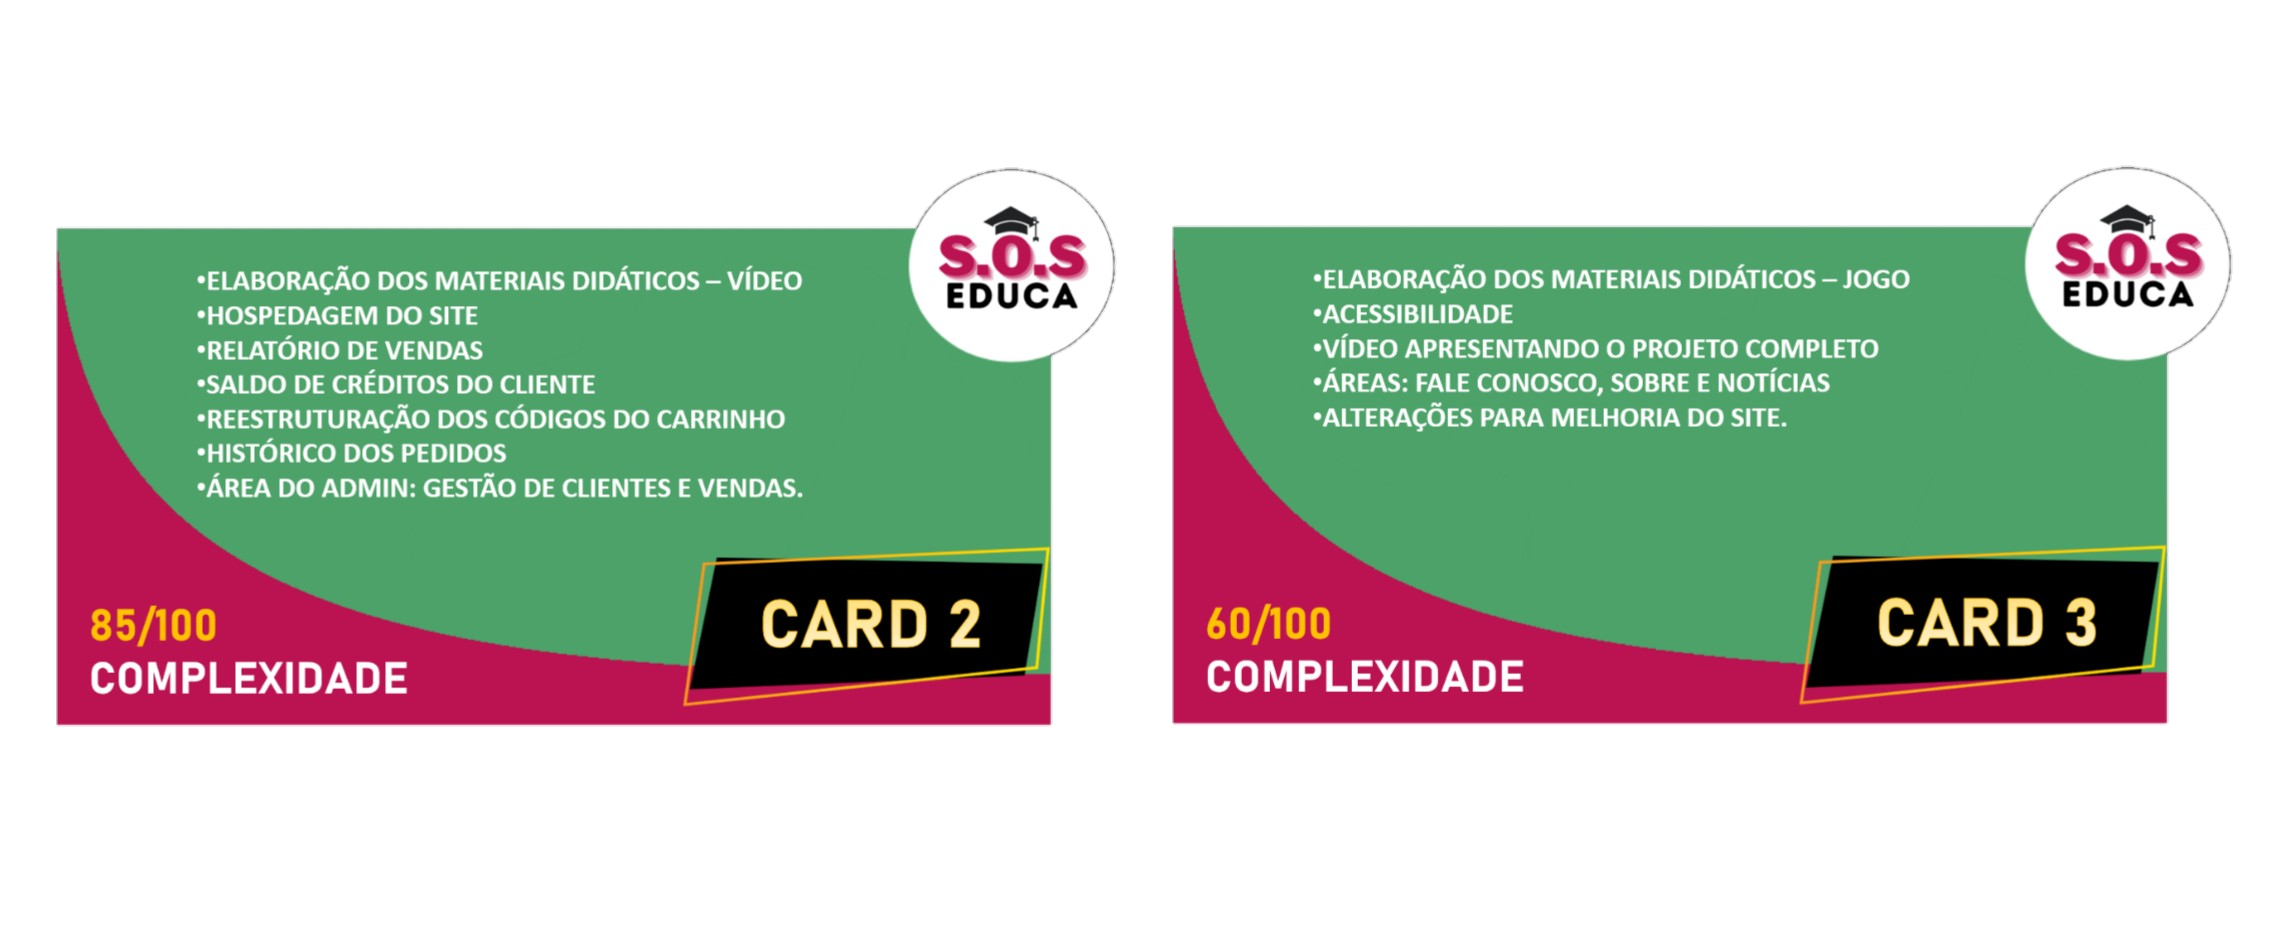 S.O.S
EDUCA
•ELABORAÇÃO DOS MATERIAIS DIDÁTICOS – VÍDEO
•HOSPEDAGEM DO SITE
•RELATÓRIO DE VENDAS
•SALDO DE CRÉDITOS DO CLIENTE
•REESTRUTURAÇÃO DOS CÓDIGOS DO CARRINHO
•HISTÓRICO DOS PEDIDOS
•ÁREA DO ADMIN: GESTÃO DE CLIENTES E VENDAS.
85/100
COMPLEXIDADE
CARD 2
S.O.S
EDUCA
•ELABORAÇÃO DOS MATERIAIS DIDÁTICOS – JOGO
•ACESSIBILIDADE
•VÍDEO APRESENTANDO O PROJETO COMPLETO
•ÁREAS: FALE CONOSCO, SOBRE E NOTÍCIAS
•ALTERAÇÕES PARA MELHORIA DO SITE.
60/100
COMPLEXIDADE
CARD 3